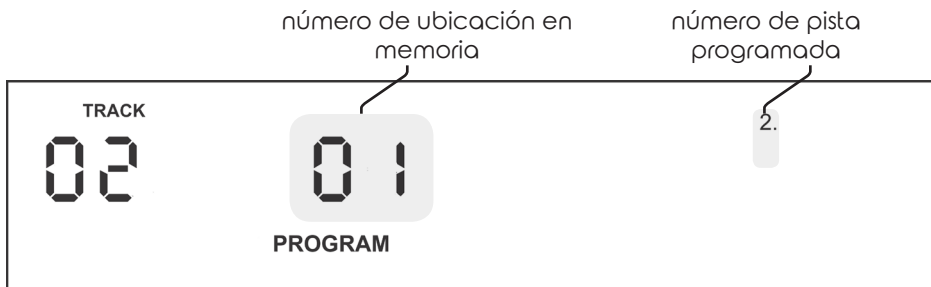 número de ubicación en
memoria
número de pista
programada
TRACK
02
01
2.
PROGRAM